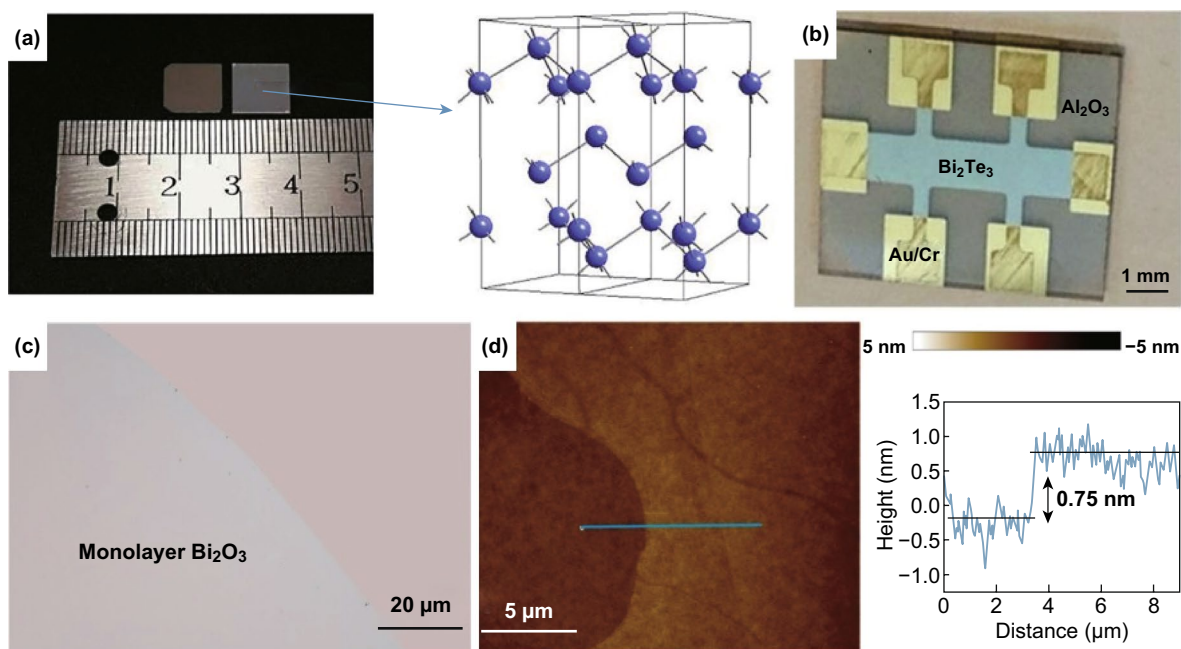 (a)
1 2 3 4 5
(b)
Al₂O₃
Bi₂Te₃
Au/Cr
1 mm
(c)
Monolayer Bi₂O₃
20 μm
(d)
5 μm
5 nm
−5 nm
1.5
1.0
0.5
0.0
−0.5
−1.0
Height (nm)
0.75 nm
0 2 4 6 8
Distance (μm)